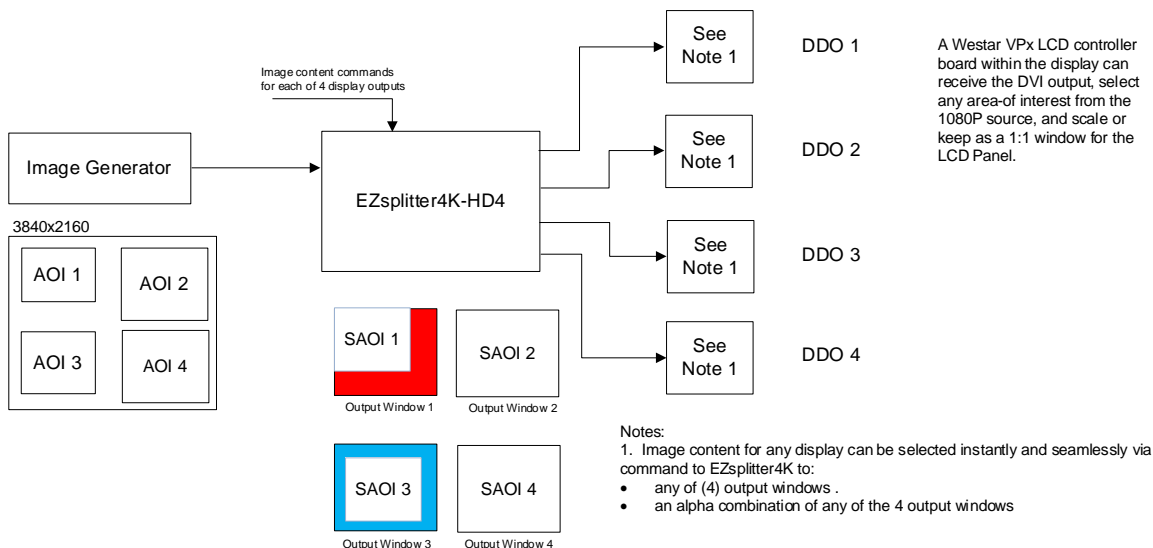 Image content commands
for each of 4 display outputs
Image Generator
EZsplitter4K-HD4
3840x2160
AOI 1
AOI 2
AOI 3
AOI 4
SAOI 1
Output Window 1
SAOI 2
Output Window 2
SAOI 3
Output Window 3
SAOI 4
Output Window 4
See
Note 1
DDO 1
See
Note 1
DDO 2
See
Note 1
DDO 3
See
Note 1
DDO 4
A Westar VPx LCD controller
board within the display can
receive the DVI output, select
any area-of interest from the
1080P source, and scale or
keep as a 1:1 window for the
LCD Panel.
Notes:
1. Image content for any display can be selected instantly and seamlessly via
command to EZsplitter4K to:
• any of (4) output windows .
• an alpha combination of any of the 4 output windows